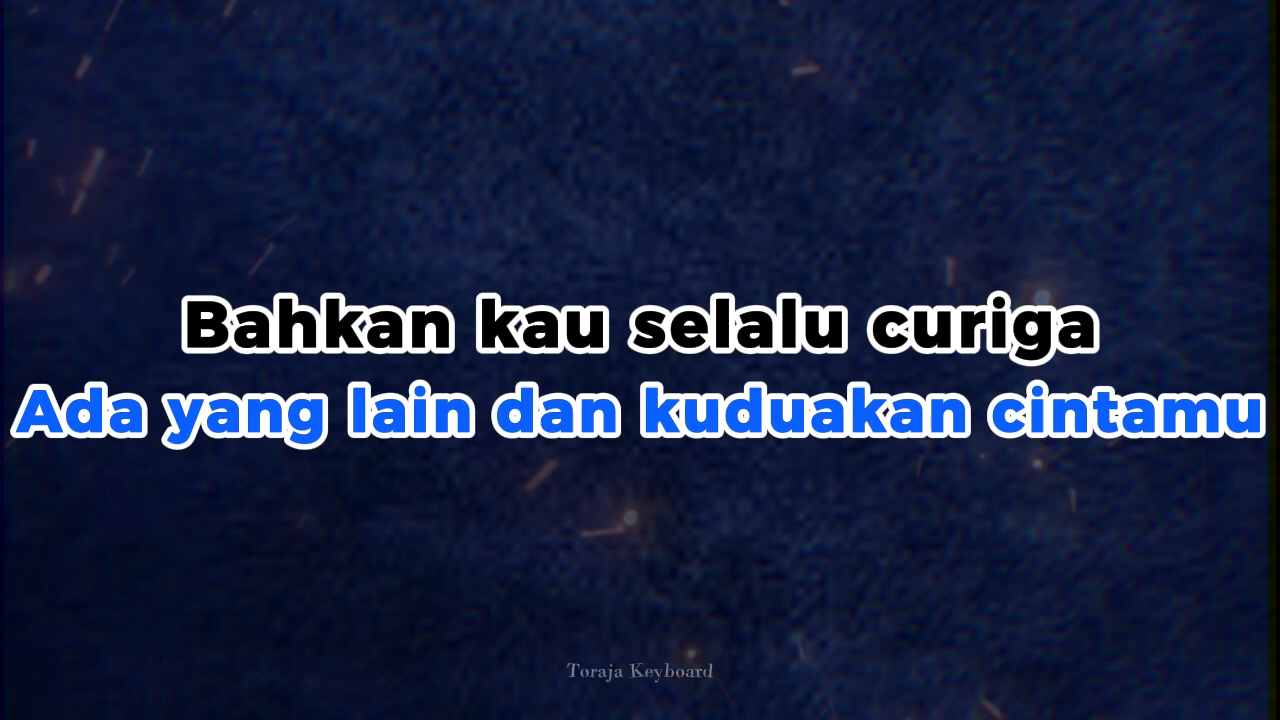 Bahkan kau selalu curiga
Ada yang lain dan kuduakan cintamu
Toraja Keyboard